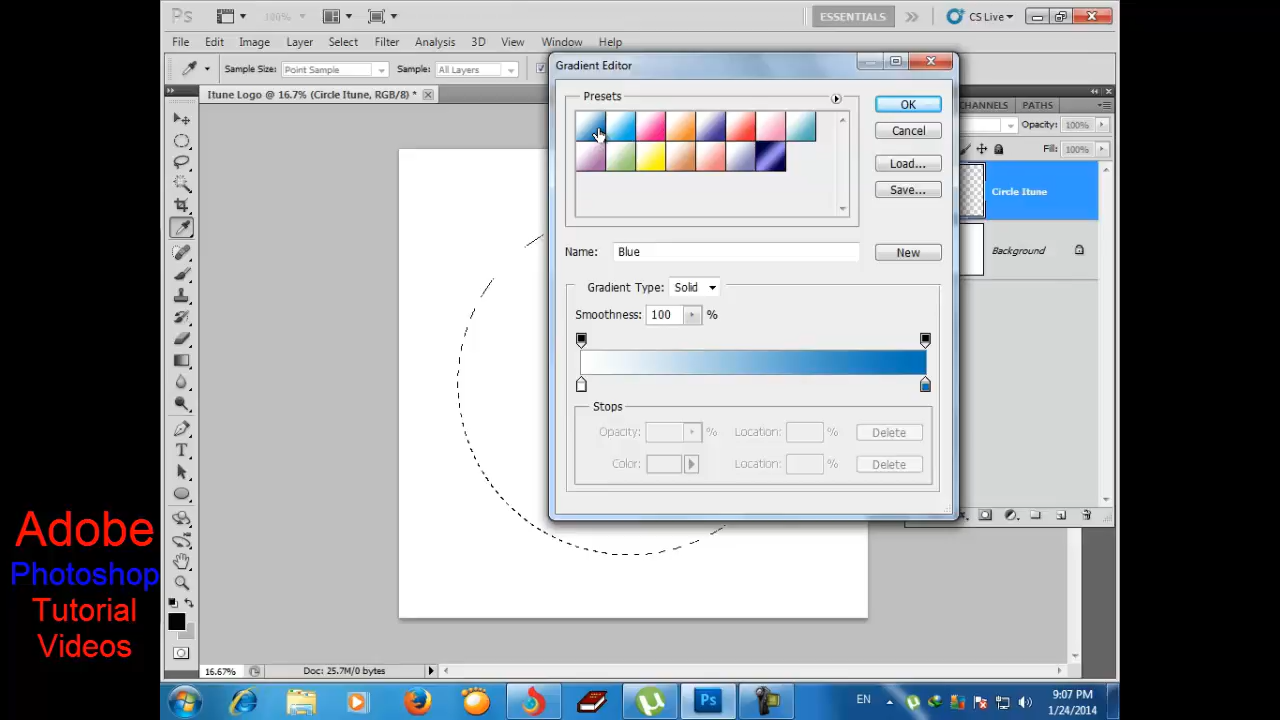 Ps
100%
ESSENTIALS
CS Live
File Edit Image Layer Select Filter Analysis 3D View Window Help
Sample Size: Point Sample Sample: All Layers
Itune Logo @ 16.7% (Circle Itune, RGB/8) *
Gradient Editor
Presets
OK
Cancel
Load...
Save...
Name: Blue
New
Gradient Type: Solid
Smoothness: 100 %
Stops
Opacity: % Location: % Delete
Color: Location: % Delete
CHANNELS PATHS
100%
Fill: 100%
Circle Itune
Background
16.67% Doc: 25.7M/0 bytes
Adobe
Photoshop
Tutorial
Videos
Ps
EN
9:07 PM
1/24/2014